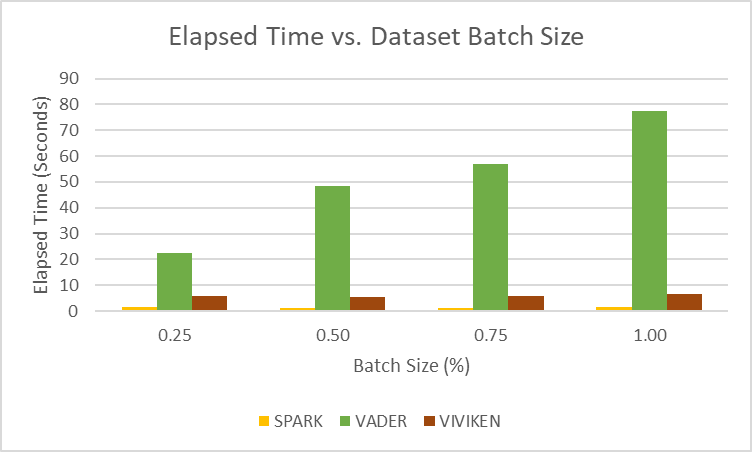 Elapsed Time vs. Dataset Batch Size
Elapsed Time (Seconds)
90
80
70
60
50
40
30
20
10
0
0.25 0.50 0.75 1.00
Batch Size (%)
SPARK VADER VIVIKEN